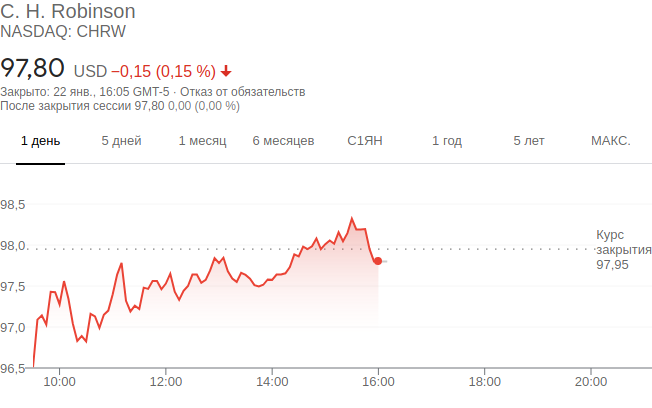 C. H. Robinson
NASDAQ: CHRW
97,80 USD −0,15 (0,15 %)
Закрыто: 22 янв., 16:05 GMT-5 · Отказ от обязательств
После закрытия сессии 97,80 0,00 (0,00 %)
1 день 5 дней 1 месяц 6 месяцев С1ЯН 1 год 5 лет МАКС.
98,5
98,0
97,5
97,0
96,5
Курс
закрытия
97,95
10:00 12:00 14:00 16:00 18:00 20:00